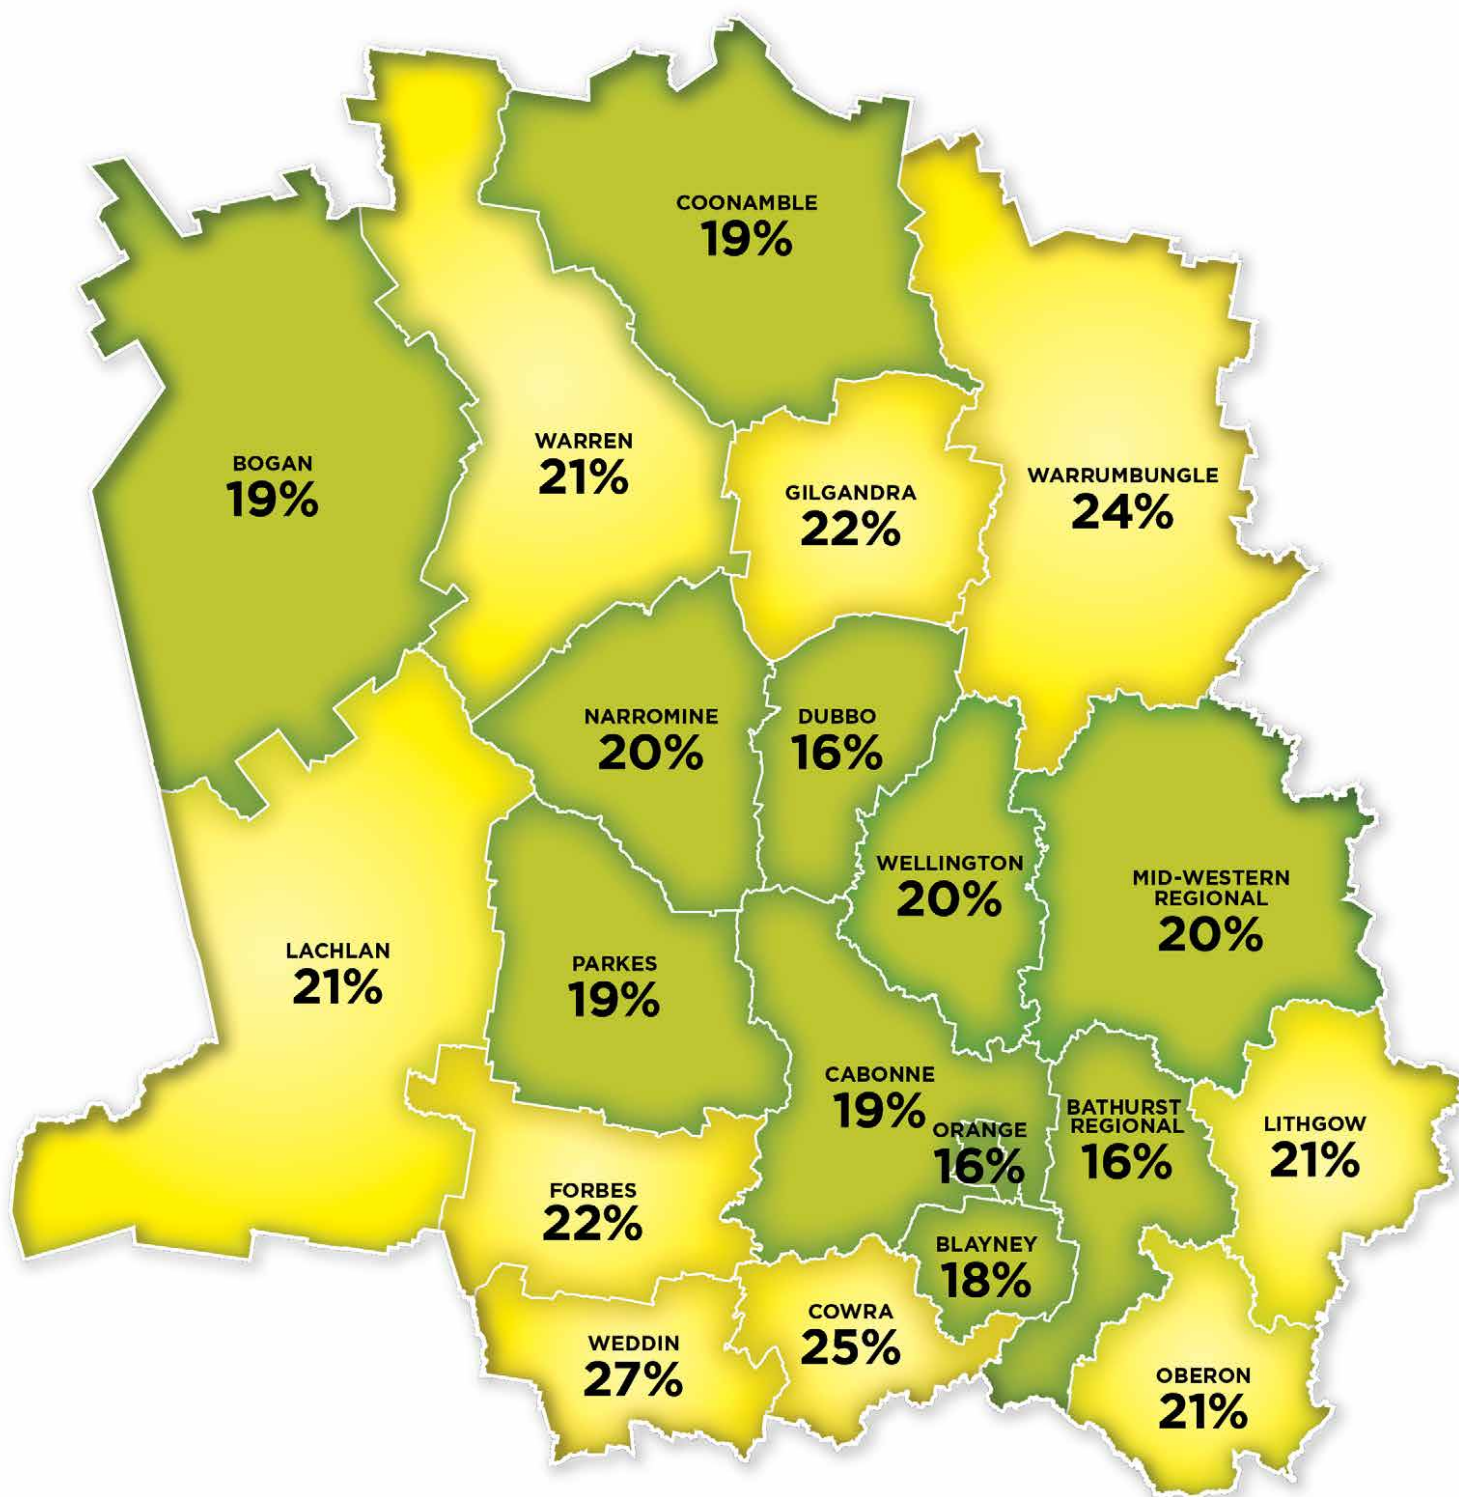 COONAMBLE
19%
BOGAN
19%
WARREN
21%
WARRUMBUNGLE
24%
GILGANDRA
22%
NARROMINE
20%
DUBBO
16%
WELLINGTON
20%
MID-WESTERN
REGIONAL
20%
LACHLAN
21%
PARKES
19%
CABONNE
19%
ORANGE
16%
BATHURST
REGIONAL
16%
LITHGOW
21%
FORBES
22%
BLAYNEY
18%
COWRA
25%
WEDDIN
27%
OBERON
21%